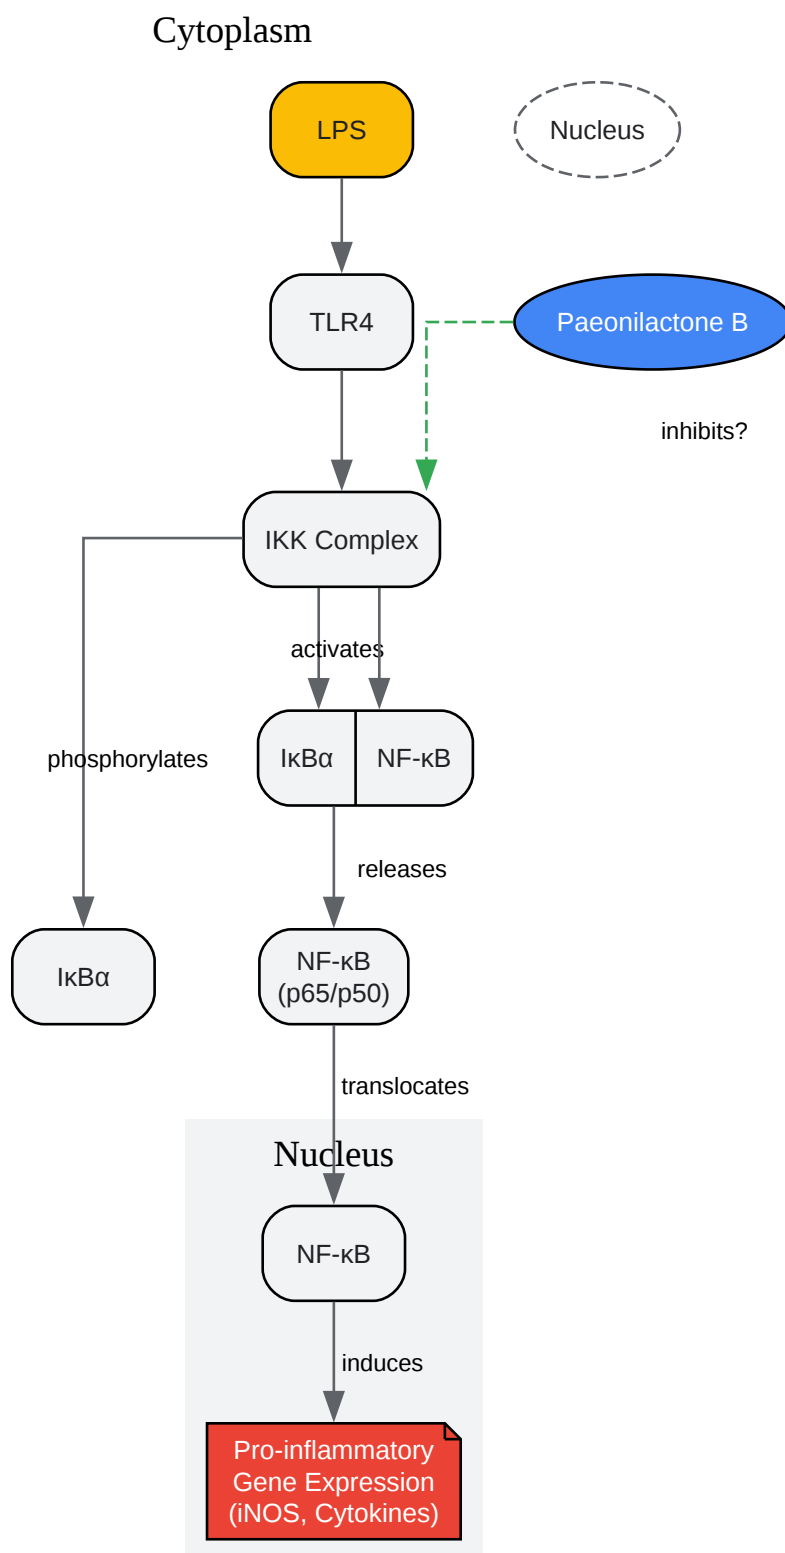 Cytoplasm
LPS
Nucleus
TLR4
Paeonilactone B
inhibits?
IKK Complex
activates
phosphorylates
IκBα
NF-κB
releases
IκBα
NF-κB
(p65/p50)
translocates
Nucleus
NF-κB
induces
Pro-inflammatory
Gene Expression
(iNOS, Cytokines)